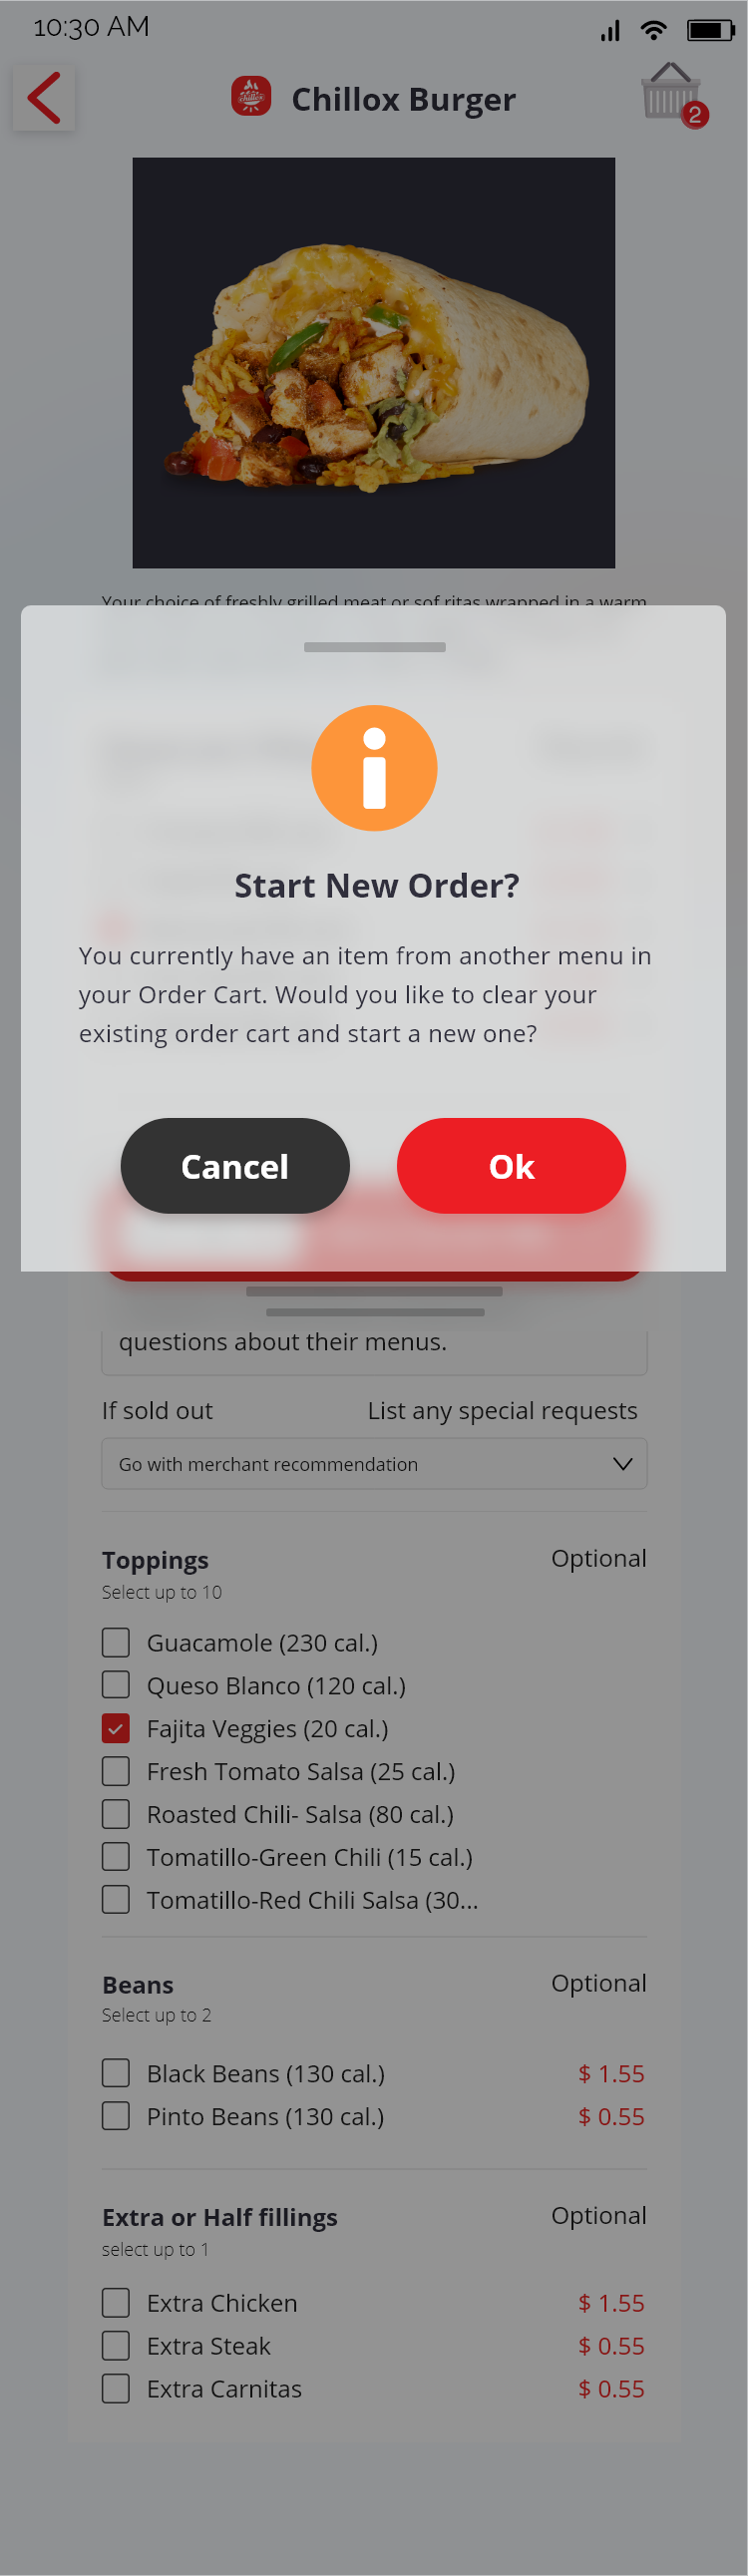 10:30 AM
Chillox Burger
2
Your choice of freshly grilled meat or sof ritas wrapped in a warm
Start New Order?
You currently have an item from another menu in
your Order Cart. Would you like to clear your
existing order cart and start a new one?
Cancel
Ok
questions about their menus.
If sold out
List any special requests
Go with merchant recommendation
Toppings
Optional
Select up to 10
Guacamole (230 cal.)
Queso Blanco (120 cal.)
Fajita Veggies (20 cal.)
Fresh Tomato Salsa (25 cal.)
Roasted Chili- Salsa (80 cal.)
Tomatillo-Green Chili (15 cal.)
Tomatillo-Red Chili Salsa (30...
Beans
Optional
Select up to 2
Black Beans (130 cal.)
$ 1.55
Pinto Beans (130 cal.)
$ 0.55
Extra or Half fillings
Optional
select up to 1
Extra Chicken
$ 1.55
Extra Steak
$ 0.55
Extra Carnitas
$ 0.55